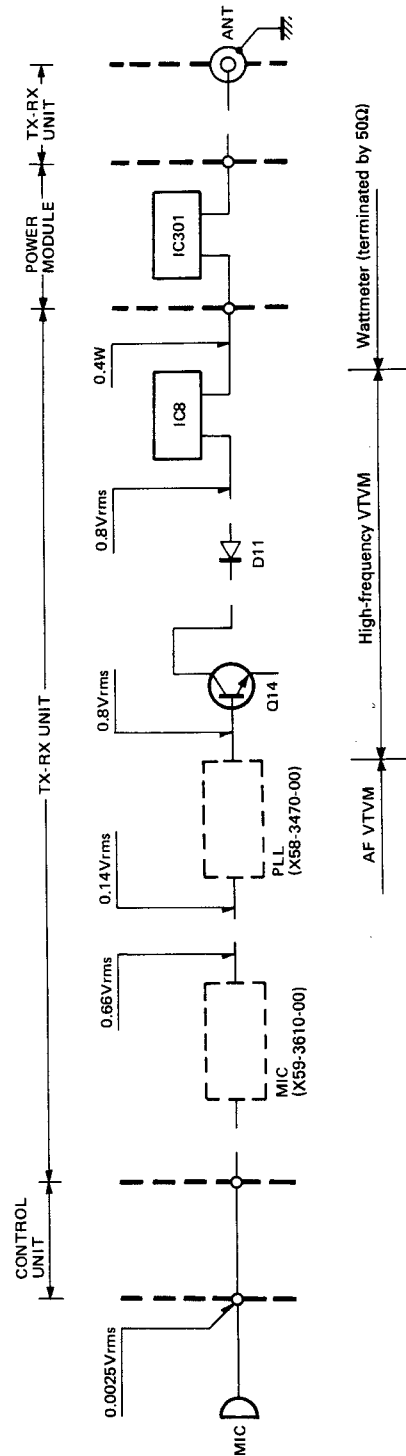 CONTROL
UNIT
TX-RX UNIT
POWER
MODULE
TX-RX
UNIT
0.0025Vrms
0.66Vrms
0.14Vrms
0.8Vrms
0.8Vrms
0.4W
MIC
MIC
(X59-3610-00)
PLL
(X58-3470-00)
Q14
D11
IC8
IC301
ANT
AF VTVM
High-frequency VTVM
Wattmeter (terminated by 50Ω)